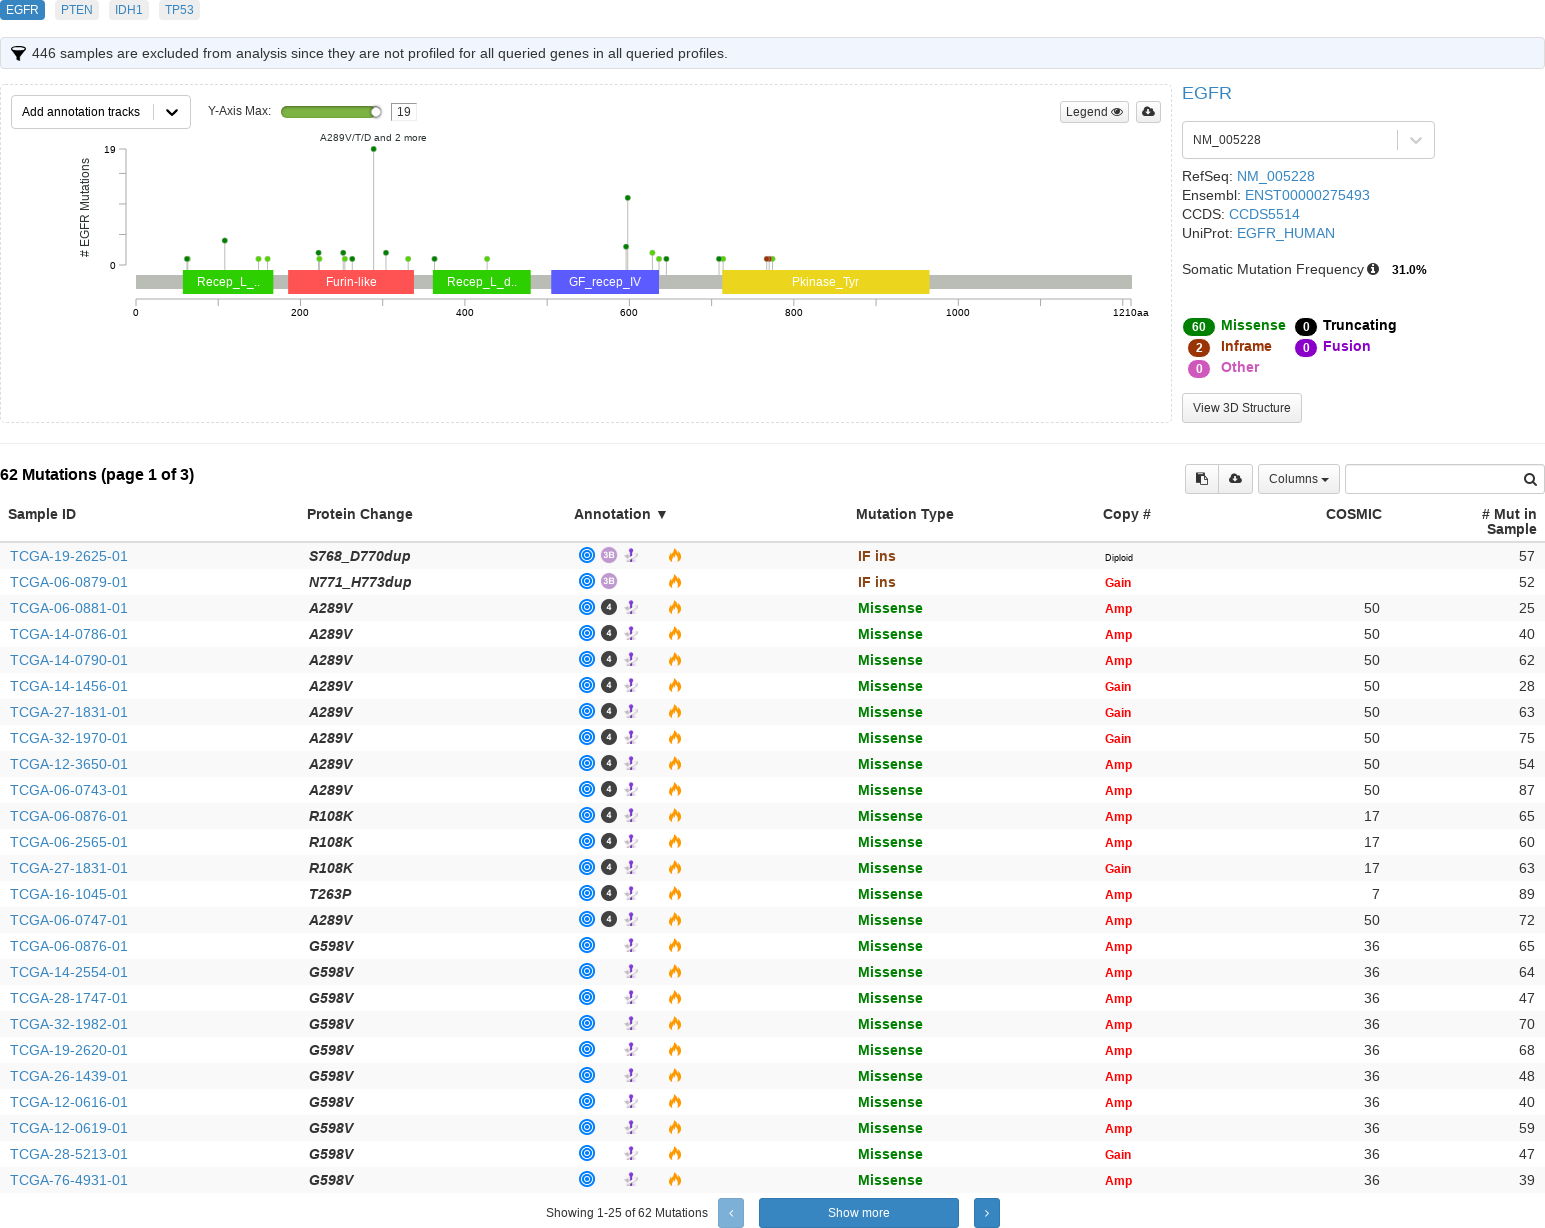 EGFR PTEN IDH1 TP53
446 samples are excluded from analysis since they are not profiled for all queried genes in all queried profiles.
Add annotation tracks Y-Axis Max: 19 Legend
A289V/T/D and 2 more
19
# EGFR Mutations
0
Recep_L_.. Furin-like Recep_L_d.. GF_recep_IV Pkinase_Tyr
0 200 400 600 800 1000 1210aa
EGFR
NM_005228
RefSeq: NM_005228
Ensembl: ENST00000275493
CCDS: CCDS5514
UniProt: EGFR_HUMAN
Somatic Mutation Frequency 31.0%
60 Missense 0 Truncating
2 Inframe 0 Fusion
0 Other
View 3D Structure
62 Mutations (page 1 of 3) Columns
Sample ID Protein Change Annotation ▼ Mutation Type Copy # COSMIC # Mut in
Sample
TCGA-19-2625-01 S768_D770dup 3B IF ins Diploid 57
TCGA-06-0879-01 N771_H773dup 3B IF ins Gain 52
TCGA-06-0881-01 A289V 4 Missense Amp 50 25
TCGA-14-0786-01 A289V 4 Missense Amp 50 40
TCGA-14-0790-01 A289V 4 Missense Amp 50 62
TCGA-14-1456-01 A289V 4 Missense Gain 50 28
TCGA-27-1831-01 A289V 4 Missense Gain 50 63
TCGA-32-1970-01 A289V 4 Missense Gain 50 75
TCGA-12-3650-01 A289V 4 Missense Amp 50 54
TCGA-06-0743-01 A289V 4 Missense Amp 50 87
TCGA-06-0876-01 R108K 4 Missense Amp 17 65
TCGA-06-2565-01 R108K 4 Missense Amp 17 60
TCGA-27-1831-01 R108K 4 Missense Gain 17 63
TCGA-16-1045-01 T263P 4 Missense Amp 7 89
TCGA-06-0747-01 A289V 4 Missense Amp 50 72
TCGA-06-0876-01 G598V Missense Amp 36 65
TCGA-14-2554-01 G598V Missense Amp 36 64
TCGA-28-1747-01 G598V Missense Amp 36 47
TCGA-32-1982-01 G598V Missense Amp 36 70
TCGA-19-2620-01 G598V Missense Amp 36 68
TCGA-26-1439-01 G598V Missense Amp 36 48
TCGA-12-0616-01 G598V Missense Amp 36 40
TCGA-12-0619-01 G598V Missense Amp 36 59
TCGA-28-5213-01 G598V Missense Gain 36 47
TCGA-76-4931-01 G598V Missense Amp 36 39
Showing 1-25 of 62 Mutations ‹ Show more ›